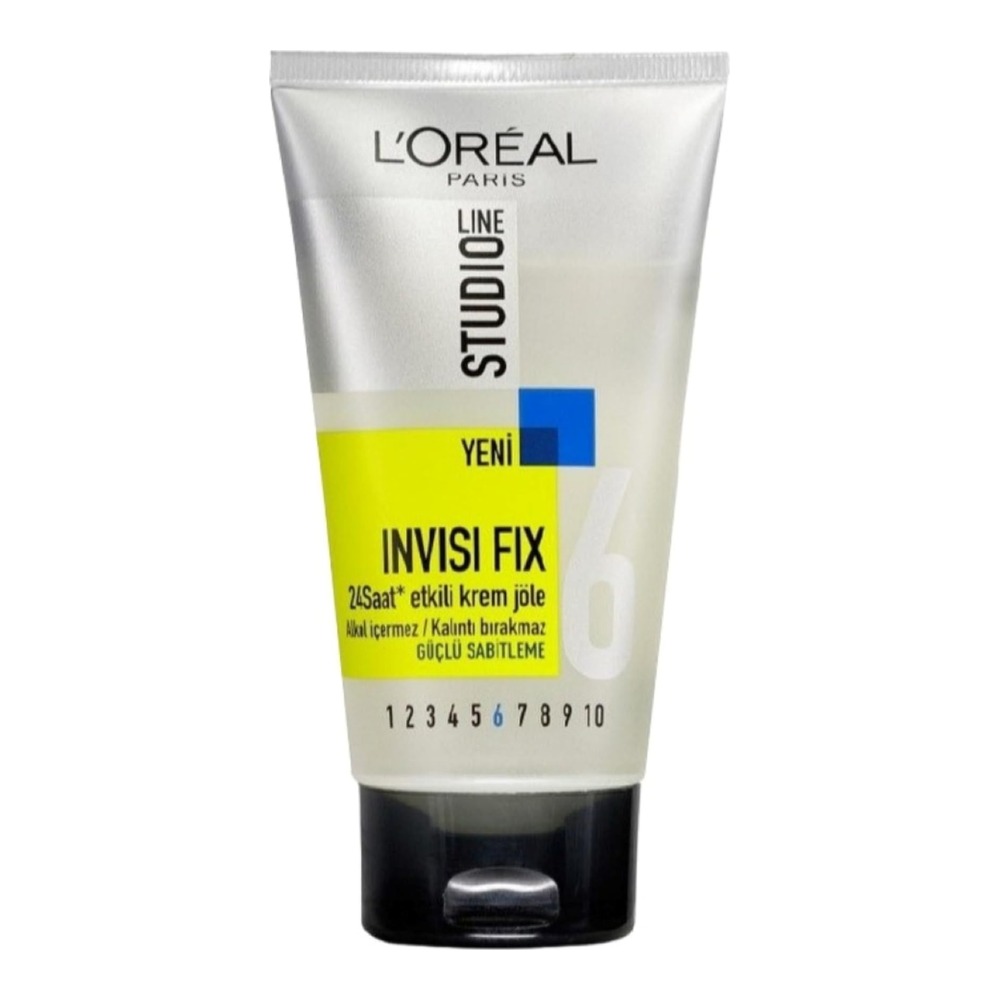 L'ORÉAL
PARIS
STUDIO LINE
YENİ
6
INVISI FIX
24Saat* etkili krem jöle
Alkol içermez / Kalıntı bırakmaz
GÜÇLÜ SABİTLEME
1 2 3 4 5 6 7 8 9 10